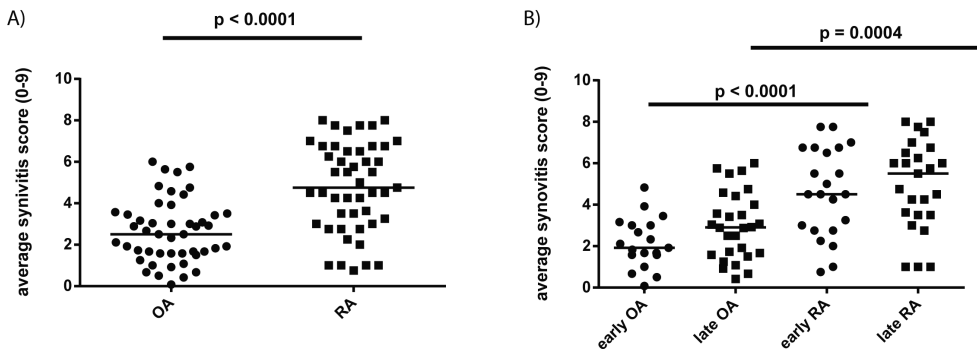 A)
p < 0.0001
average synivitis score (0-9)
10
8
6
4
2
0
OA
RA
B)
p = 0.0004
p < 0.0001
average synovitis score (0-9)
10
8
6
4
2
0
early OA
late OA
early RA
late RA